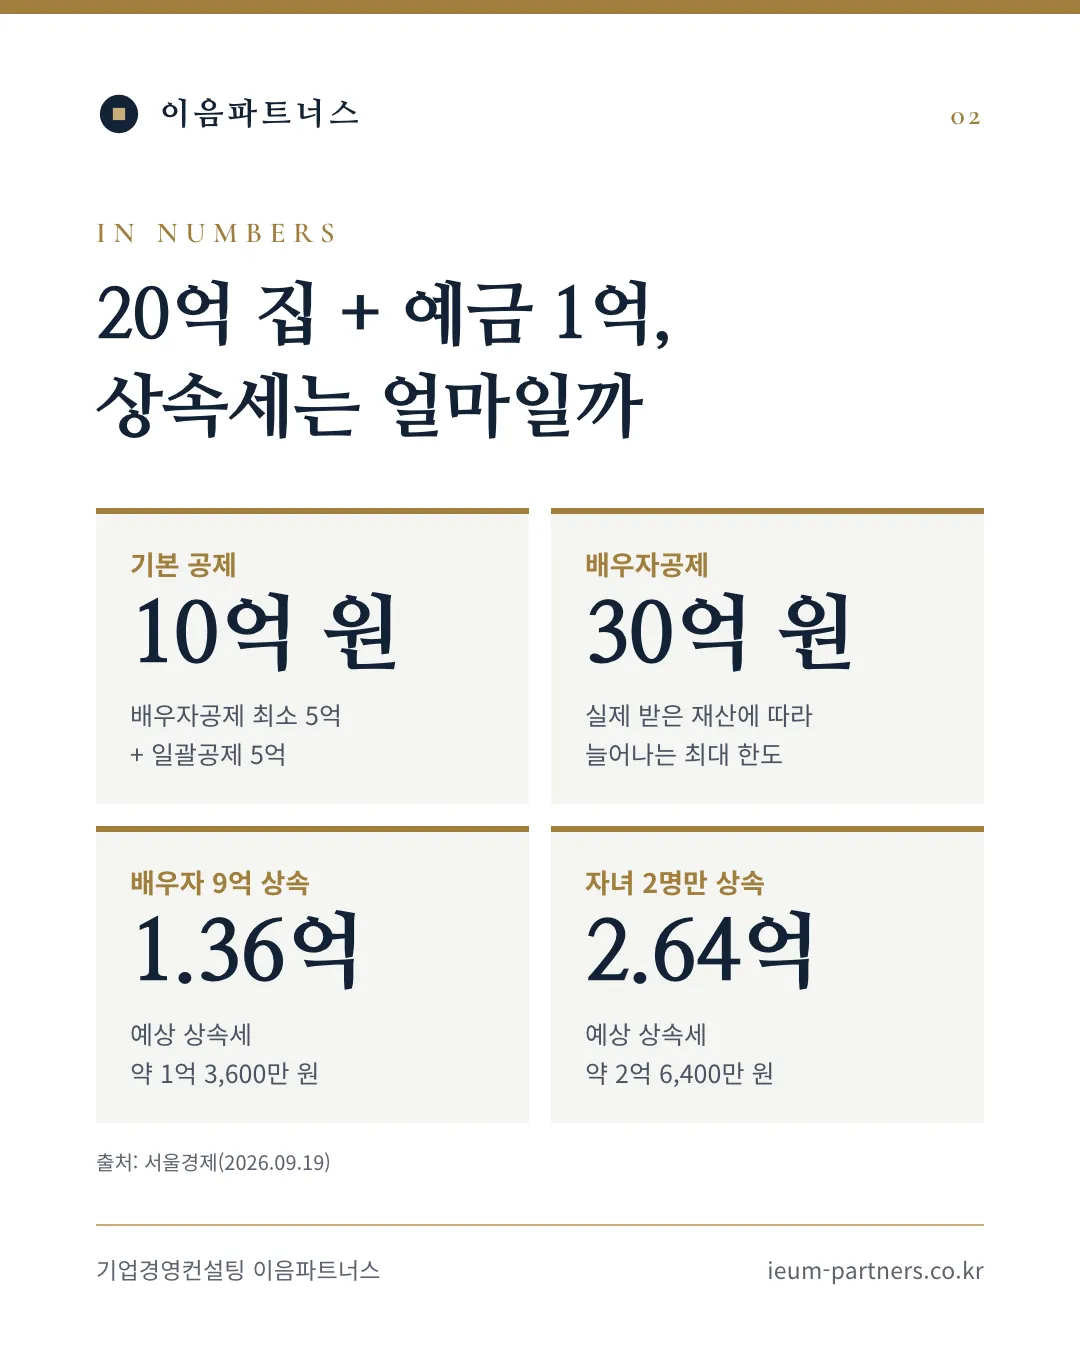 이음파트너스
02
IN NUMBERS
20억 집 + 예금 1억,
상속세는 얼마일까
기본 공제
10억 원
배우자공제 최소 5억
+ 일괄공제 5억
배우자공제
30억 원
실제 받은 재산에 따라
늘어나는 최대 한도
배우자 9억 상속
1.36억
예상 상속세
약 1억 3,600만 원
자녀 2명만 상속
2.64억
예상 상속세
약 2억 6,400만 원
출처: 서울경제(2026.09.19)
기업경영컨설팅 이음파트너스
ieum-partners.co.kr